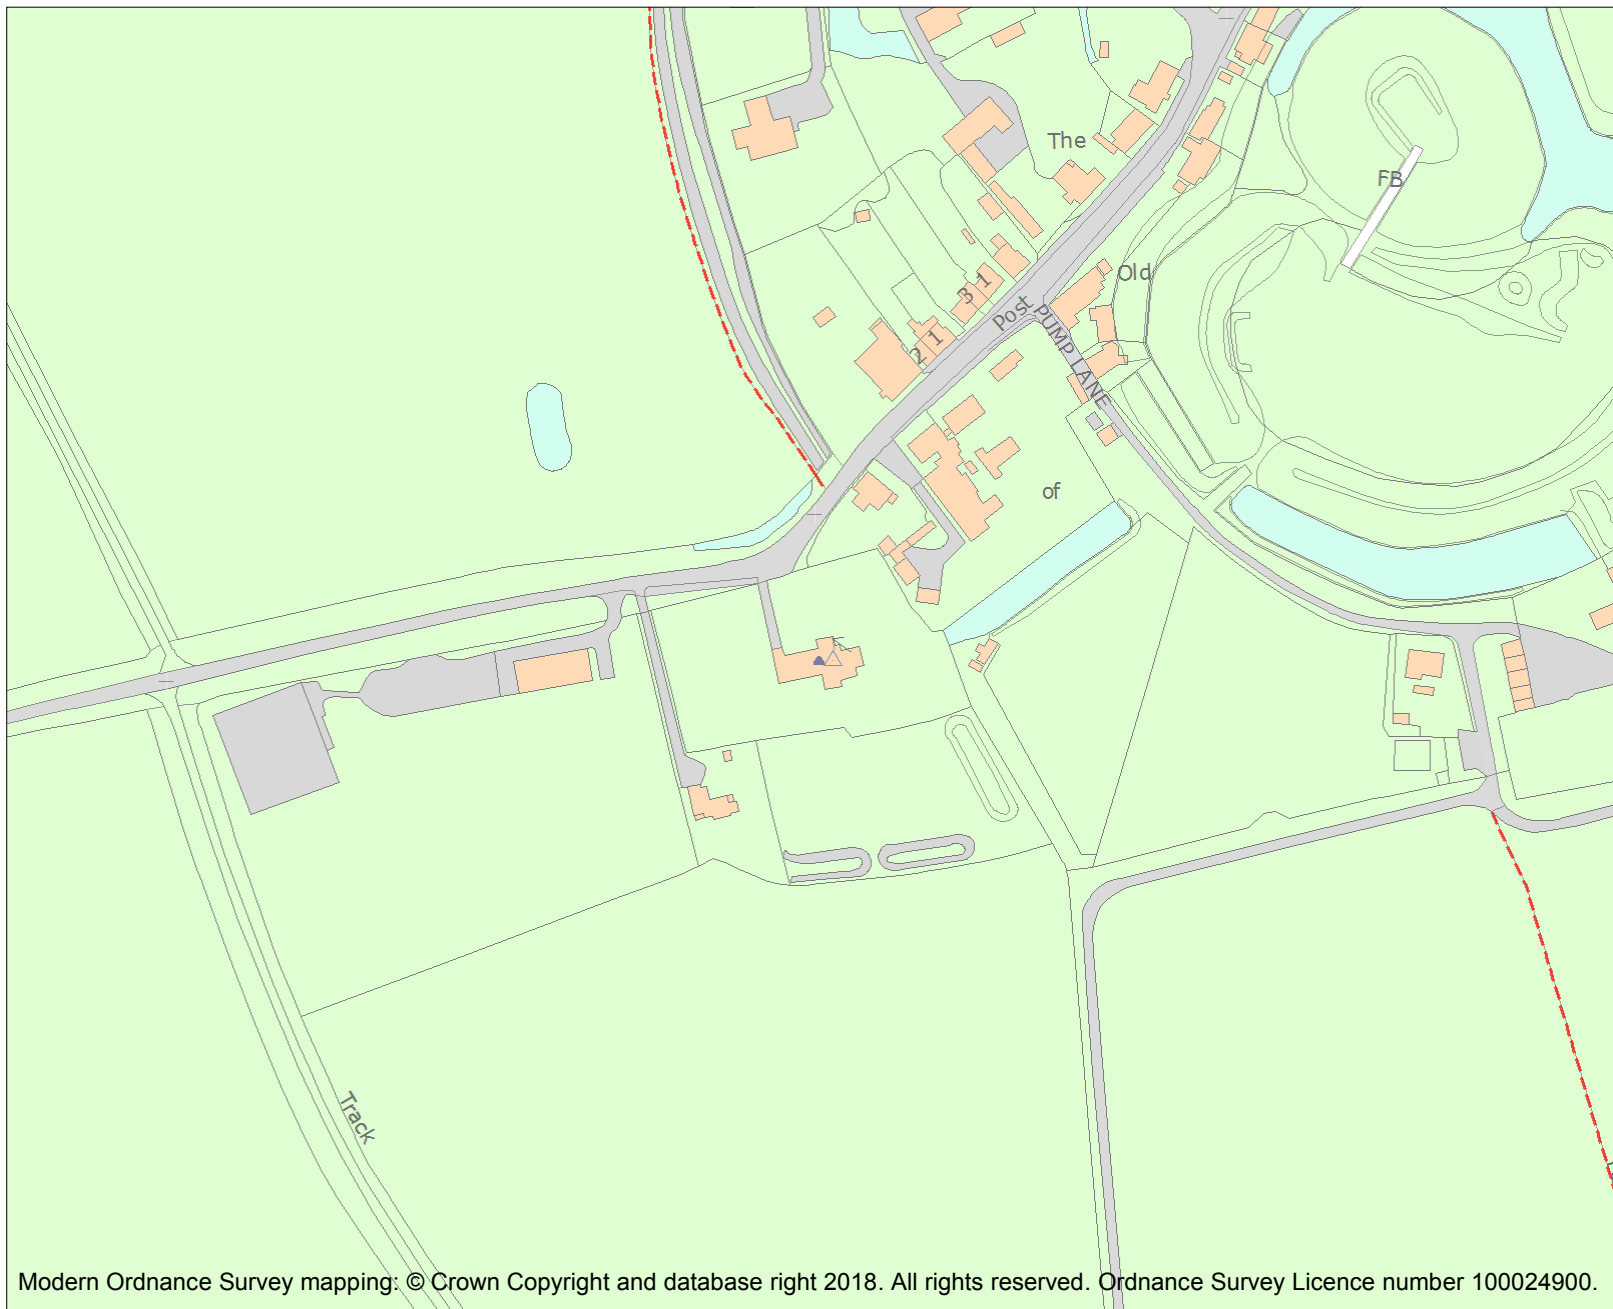 The
FB
Old
3 1
Post
PUMP LANE
2 1
of
Track
Modern Ordnance Survey mapping: © Crown Copyright and database right 2018. All rights reserved. Ordnance Survey Licence number 100024900.